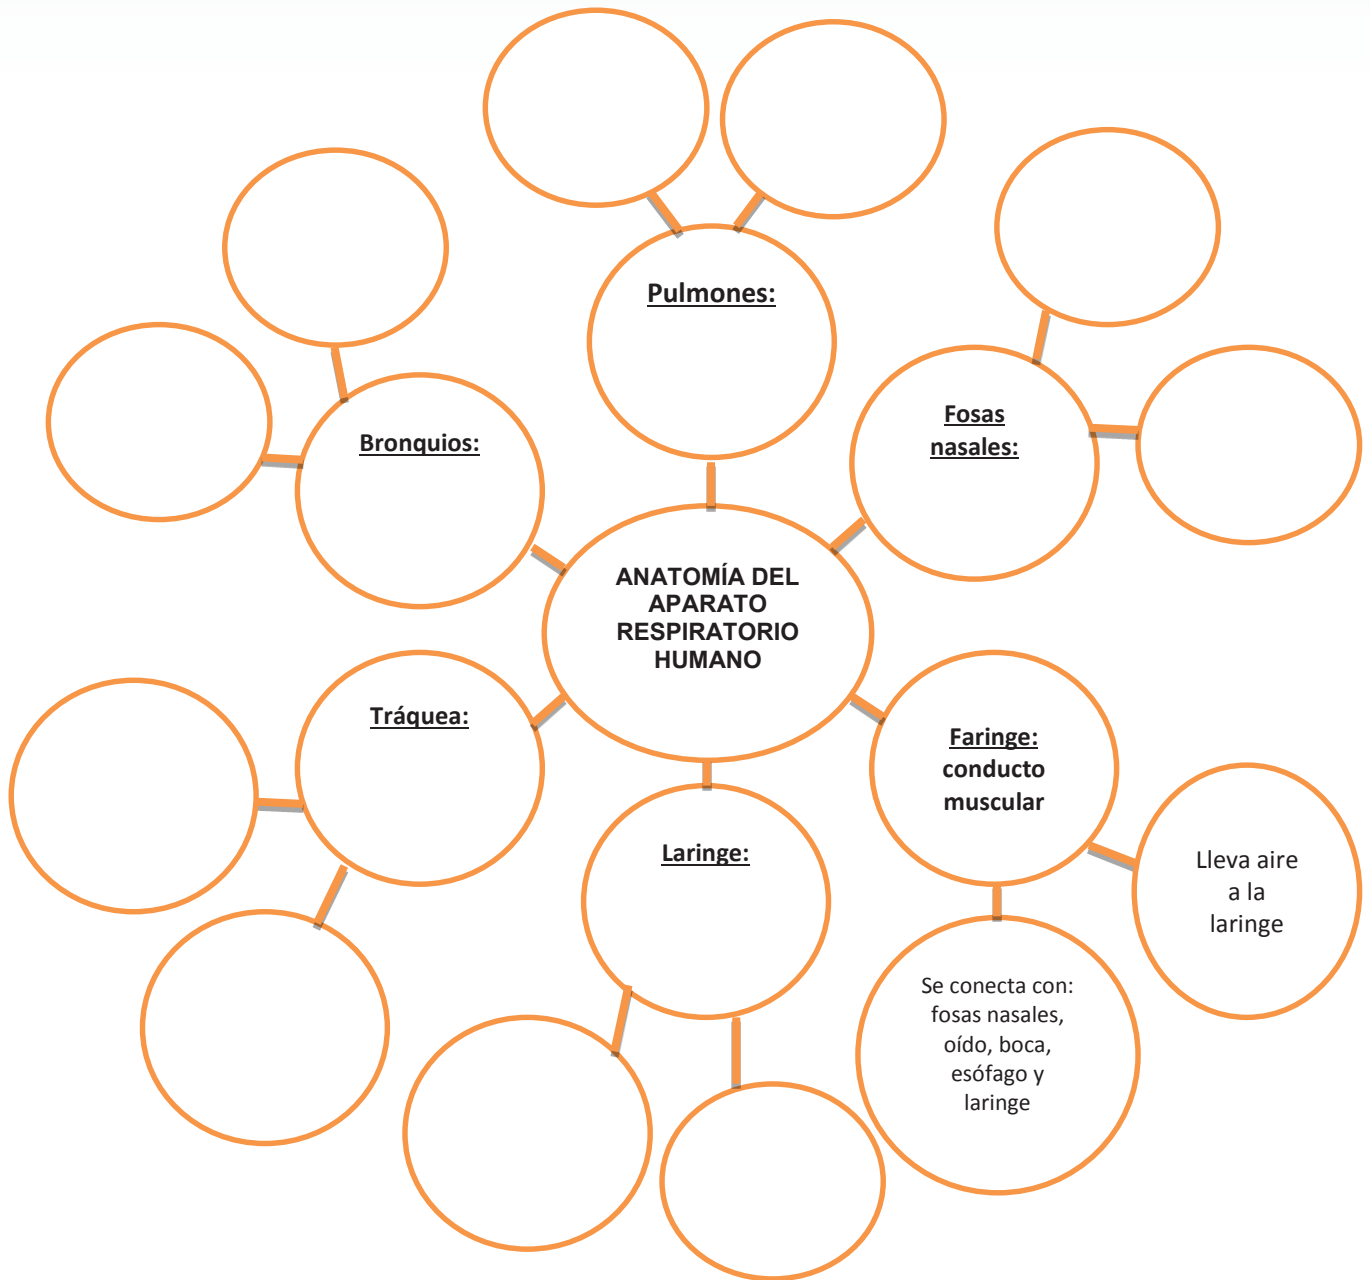 Pulmones:
Fosas
nasales:
Bronquios:
ANATOMÍA DEL
APARATO
RESPIRATORIO
HUMANO
Tráquea:
Faringe:
conducto
muscular
Laringe:
Lleva aire
a la
laringe
Se conecta con:
fosas nasales,
oído, boca,
esófago y
laringe